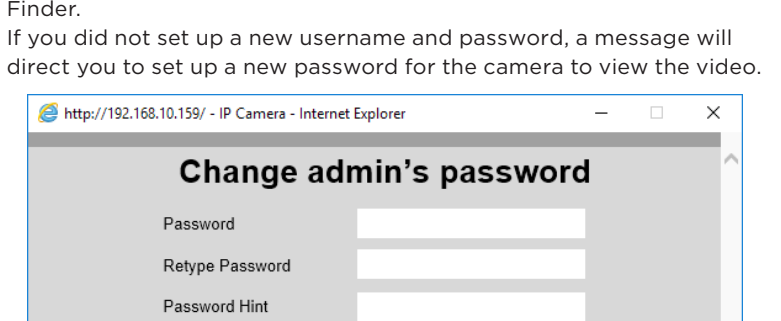 Finder.
If you did not set up a new username and password, a message will
direct you to set up a new password for the camera to view the video.
http://192.168.10.159/ - IP Camera - Internet Explorer
Change admin's password
Password
Retype Password
Password Hint